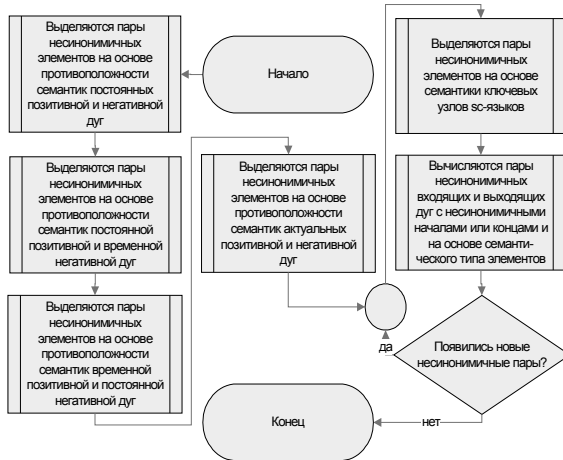 Начало
Выделяются пары
несинонимичных
элементов на основе
противоположности
семантик постоянных
позитивной и негативной
дуг
Выделяются пары
несинонимичных
элементов на основе
противоположности
семантик постоянной
позитивной и временной
негативной дуг
Выделяются пары
несинонимичных
элементов на основе
противоположности
семантик временной
позитивной и постоянной
негативной дуг
Выделяются пары
несинонимичных
элементов на основе
противоположности
семантик актуальных
позитивной и негативной
дуг
Выделяются пары
несинонимичных
элементов на основе
семантики ключевых
узлов sc-языков
Вычисляются пары
несинонимичных
входящих и выходящих
дуг с несинонимичными
началами или концами и
на основе семанти-
ческого типа элементов
Появились новые
несинонимичные пары?
да
нет
Конец